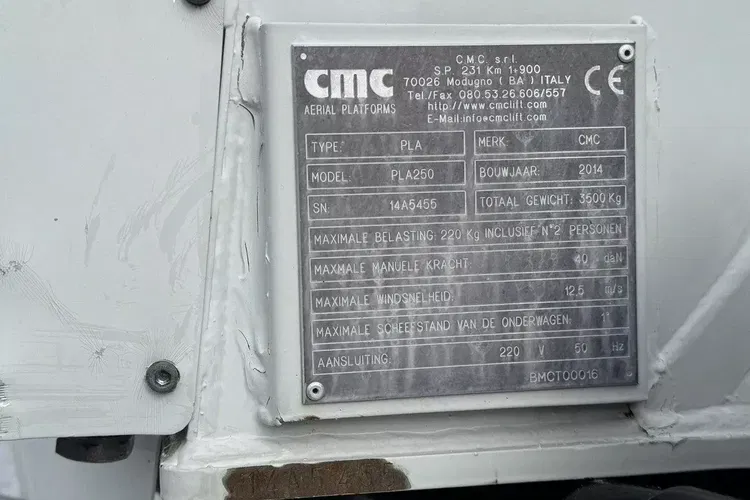 cmc
AERIAL PLATFORMS
C.M.C. s.r.l.
S.P. 231 Km 1+900
70026 Modugno (BA) ITALY
Tel./Fax 080.53.26.606/557
http://www.cmclift.com
E-Mail:info@cmclift.com
CE
TYPE: PLA
MERK: CMC
MODEL: PLA250
BOUWJAAR: 2014
SN: 14A5455
TOTAAL GEWICHT: 3500 Kg
MAXIMALE BELASTING: 220 Kg INCLUSIEF N°2 PERSONEN
MAXMALE MANUELE KRACHT: 40 daN
MAXIMALE WINDSNELHEID: 12,5 m/s
MAXIMALE SCHEEFSTAND VAN DE ONDERWAGEN: 1°
AANSLUITING: 220 V 50 Hz
BMCT00016